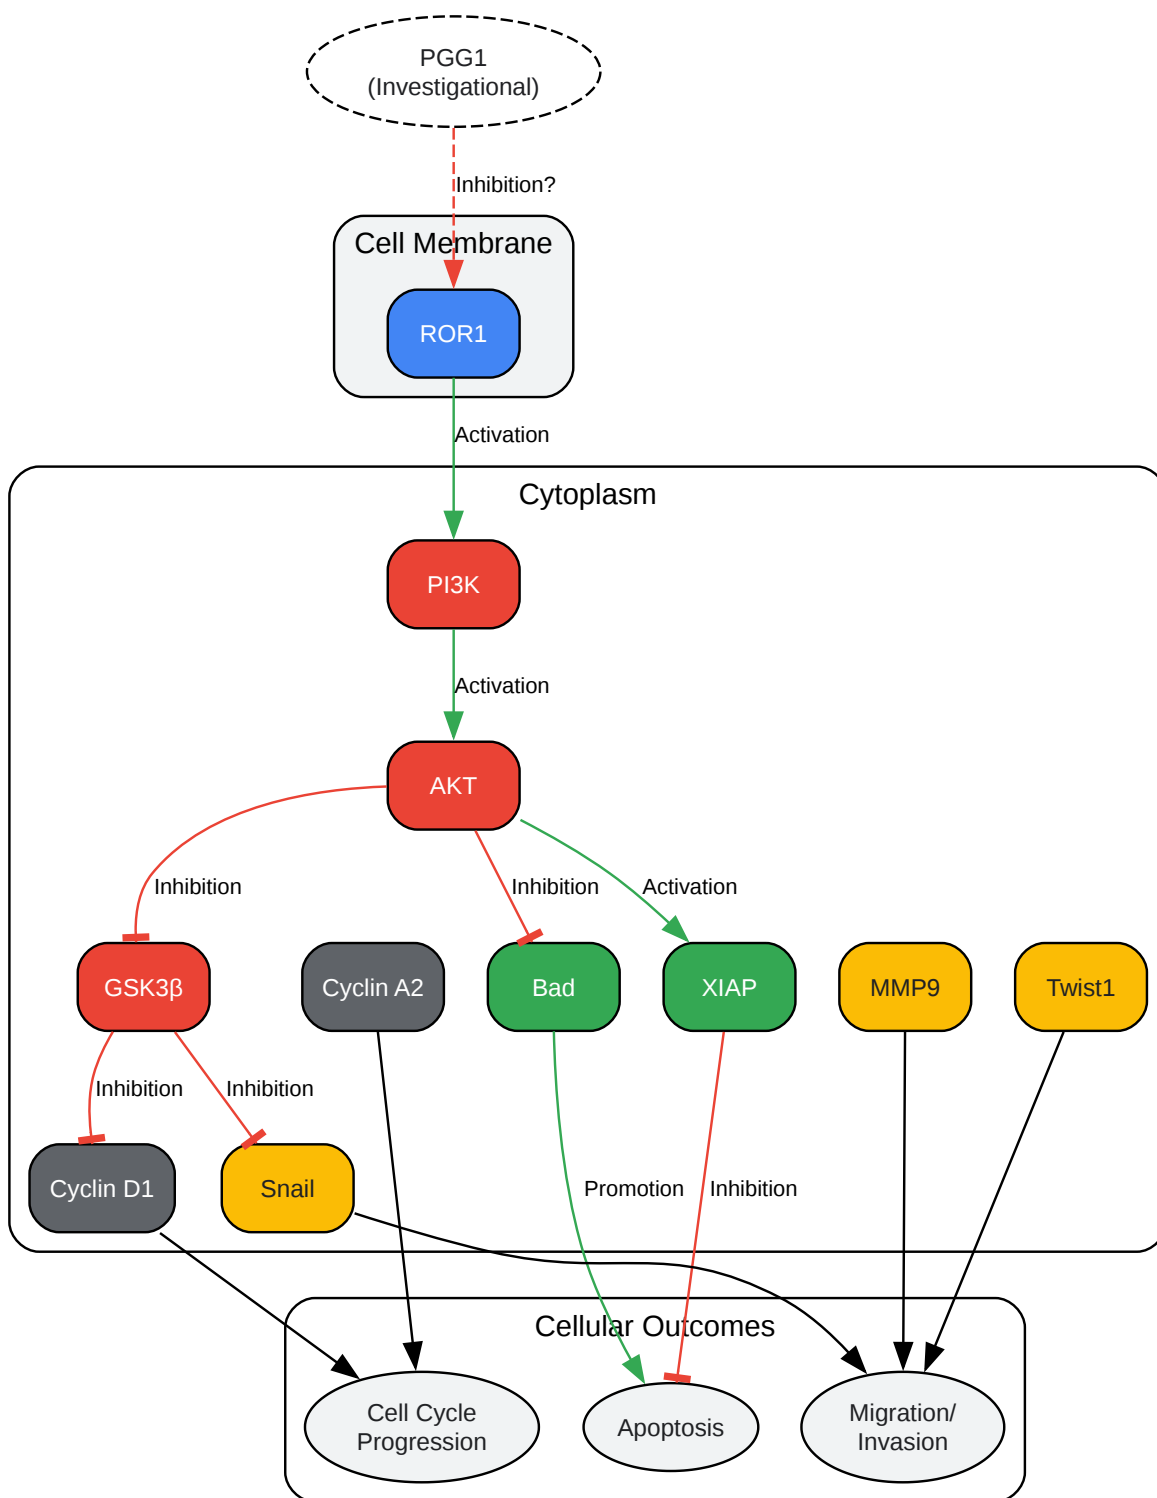 PGG1
(Investigational)
Inhibition?
Cell Membrane
ROR1
Activation
Cytoplasm
PI3K
Activation
AKT
Inhibition
Inhibition
Activation
GSK3β
Cyclin A2
Bad
XIAP
MMP9
Twist1
Inhibition
Inhibition
Cyclin D1
Snail
Promotion
Inhibition
Cellular Outcomes
Cell Cycle
Progression
Apoptosis
Migration/
Invasion